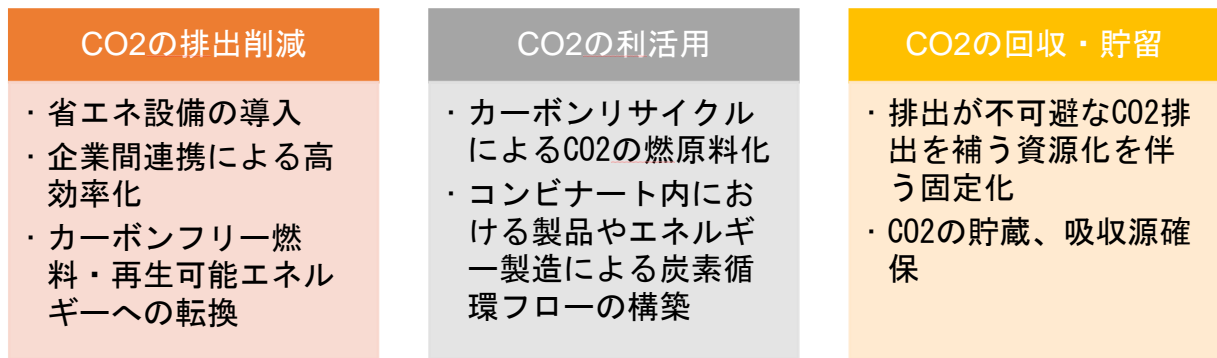 CO2の排出削減
・省エネ設備の導入
・企業間連携による高
効率化
・カーボンフリー燃
料・再生可能エネル
ギーへの転換
CO2の利活用
・カーボンリサイクル
によるCO2の燃原料化
・コンビナート内にお
ける製品やエネルギ
ー製造による炭素循
環フローの構築
CO2の回収・貯留
・排出が不可避なCO2排
出を補う資源化を伴
う固定化
・CO2の貯蔵、吸収源確
保